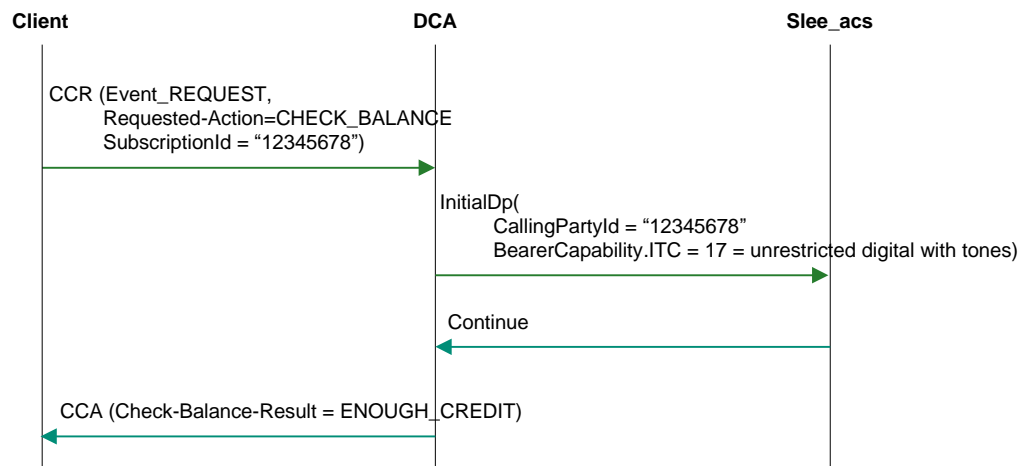 Client DCA Slee_acs
CCR (Event_REQUEST,
Requested-Action=CHECK_BALANCE
SubscriptionId = “12345678”)
InitialDp(
CallingPartyId = “12345678”
BearerCapability.ITC = 17 = unrestricted digital with tones)
Continue
CCA (Check-Balance-Result = ENOUGH_CREDIT)